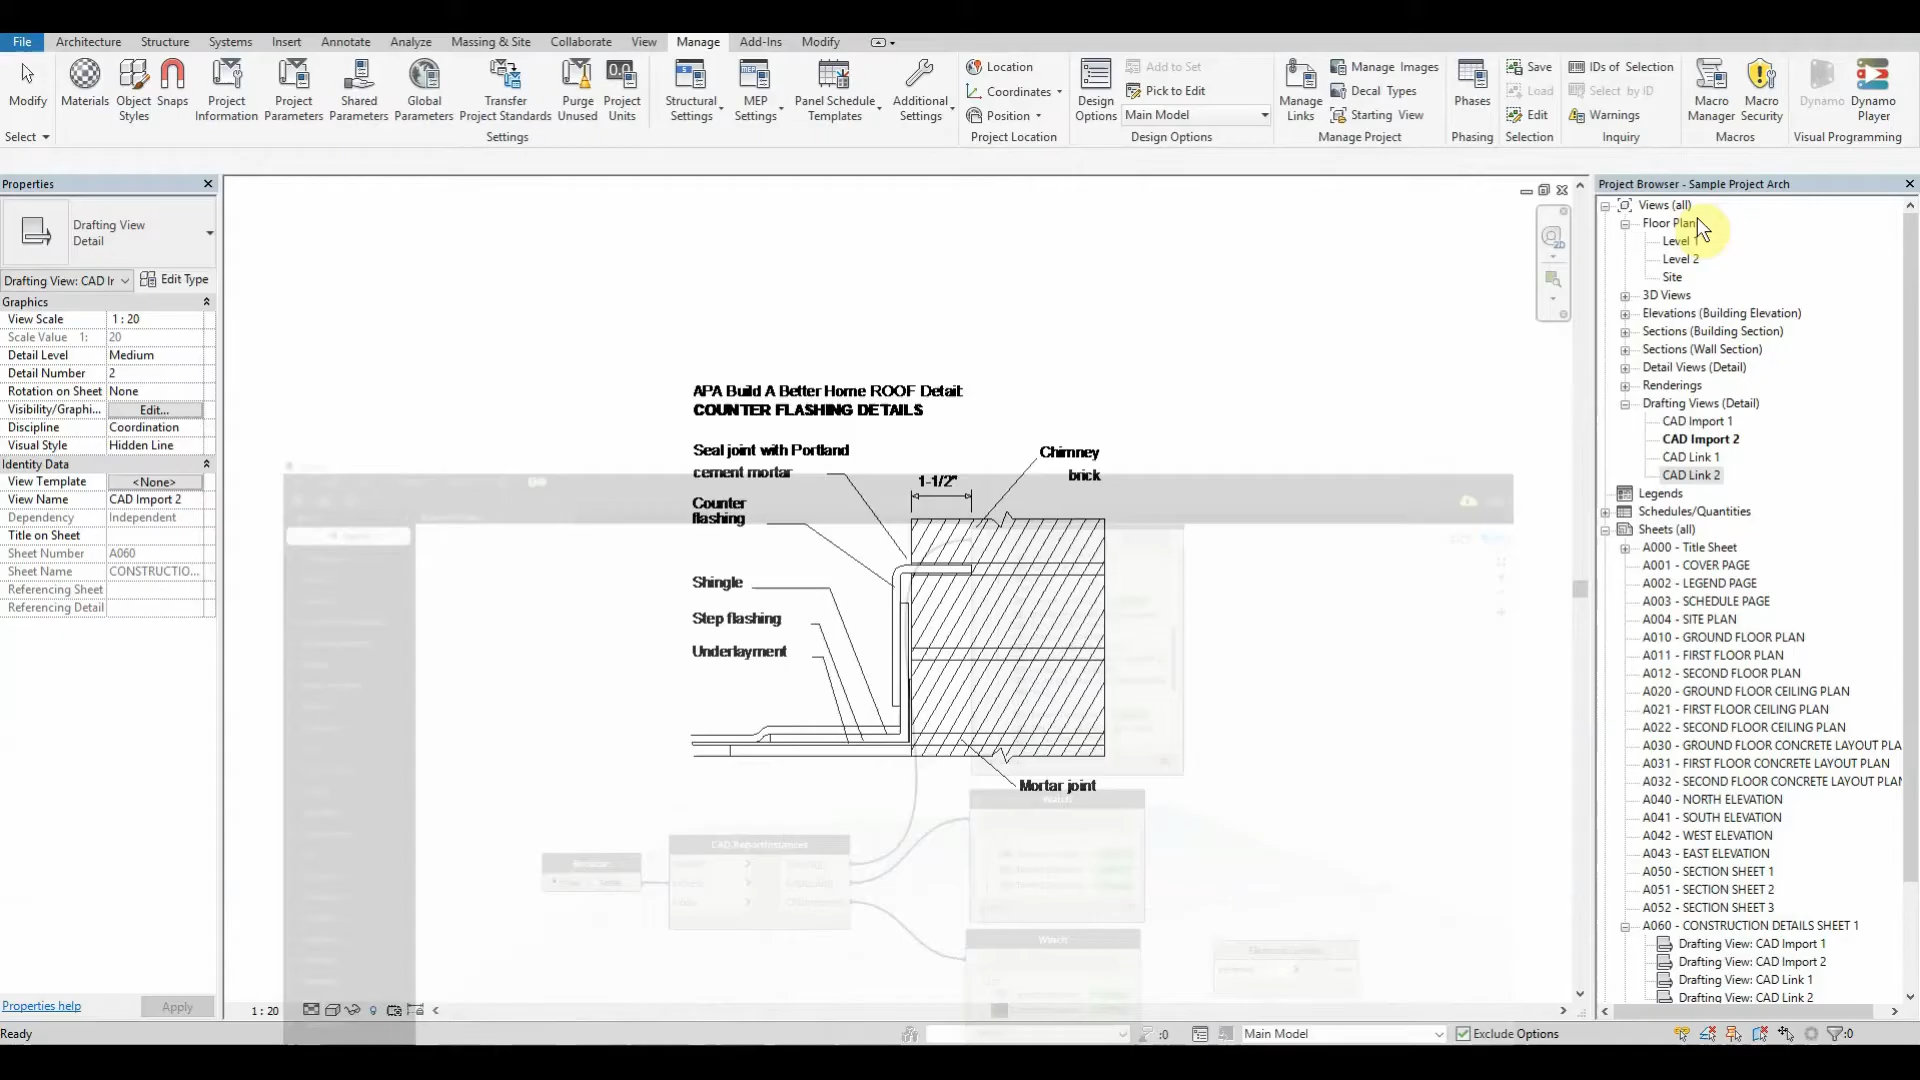 File Architecture Structure Systems Insert Annotate Analyze Massing & Site Collaborate View Manage Add-Ins Modify
Modify
Materials
Object Styles
Snaps
Project Information
Project Parameters
Shared Parameters
Global Parameters
Transfer Project Standards
Purge Unused
Project Units
Structural Settings
MEP Settings
Panel Schedule Templates
Additional Settings
Location
Coordinates
Position
Design Options
Add to Set
Pick to Edit
Main Model
Manage Links
Manage Images
Decal Types
Starting View
Phases
Save
Load
Edit
IDs of Selection
Select by ID
Warnings
Macro Manager
Macro Security
Dynamo
Dynamo Player
Select Settings Project Location Design Options Manage Project Phasing Selection Inquiry Macros Visual Programming
Properties
Drafting View
Detail
Drafting View: CAD Ir Edit Type
Graphics
View Scale 1 : 20
Scale Value 1: 20
Detail Level Medium
Detail Number 2
Rotation on Sheet None
Visibility/Graphi... Edit...
Discipline Coordination
Visual Style Hidden Line
Identity Data
View Template <None>
View Name CAD Import 2
Dependency Independent
Title on Sheet
Sheet Number A060
Sheet Name CONSTRUCTIO...
Referencing Sheet
Referencing Detail
Properties help Apply
APA Build A Better Home ROOF Detail:
COUNTER FLASHING DETAILS
Seal joint with Portland
cement mortar
Counter
flashing
Shingle
Step flashing
Underlayment
1-1/2"
Chimney
brick
Mortar joint
CAD.ReportInstances
Watch
Watch
2D
1 : 20
Project Browser - Sample Project Arch
Views (all)
Floor Plan
Level 1
Level 2
Site
3D Views
Elevations (Building Elevation)
Sections (Building Section)
Sections (Wall Section)
Detail Views (Detail)
Renderings
Drafting Views (Detail)
CAD Import 1
CAD Import 2
CAD Link 1
CAD Link 2
Legends
Schedules/Quantities
Sheets (all)
A000 - Title Sheet
A001 - COVER PAGE
A002 - LEGEND PAGE
A003 - SCHEDULE PAGE
A004 - SITE PLAN
A010 - GROUND FLOOR PLAN
A011 - FIRST FLOOR PLAN
A012 - SECOND FLOOR PLAN
A020 - GROUND FLOOR CEILING PLAN
A021 - FIRST FLOOR CEILING PLAN
A022 - SECOND FLOOR CEILING PLAN
A030 - GROUND FLOOR CONCRETE LAYOUT PLA
A031 - FIRST FLOOR CONCRETE LAYOUT PLAN
A032 - SECOND FLOOR CONCRETE LAYOUT PLAN
A040 - NORTH ELEVATION
A041 - SOUTH ELEVATION
A042 - WEST ELEVATION
A043 - EAST ELEVATION
A050 - SECTION SHEET 1
A051 - SECTION SHEET 2
A052 - SECTION SHEET 3
A060 - CONSTRUCTION DETAILS SHEET 1
Drafting View: CAD Import 1
Drafting View: CAD Import 2
Drafting View: CAD Link 1
Drafting View: CAD Link 2
Ready :0 Main Model Exclude Options :0